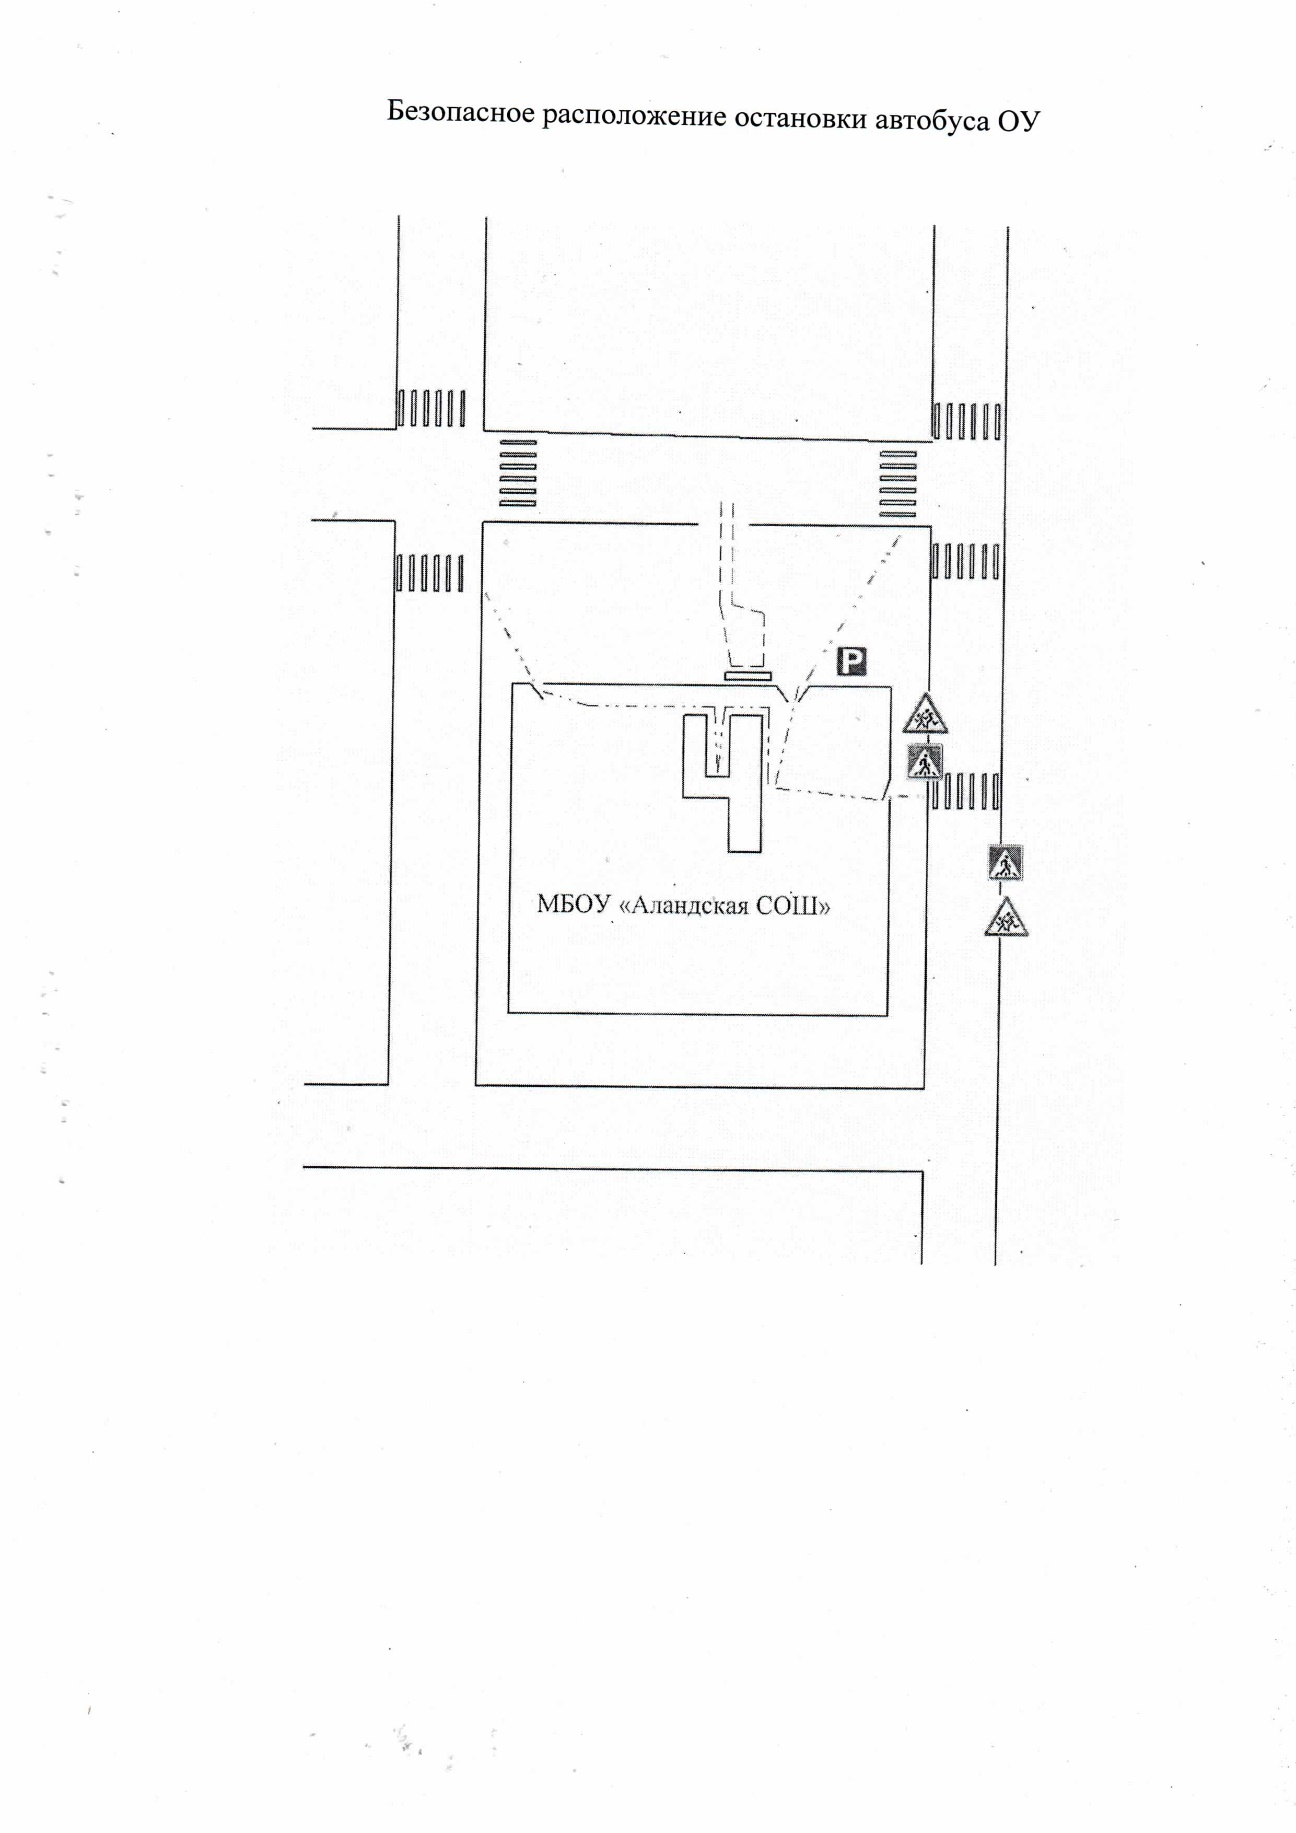 Безопасное расположение остановки автобуса ОУ
P
МБОУ «Аландская СОШ»